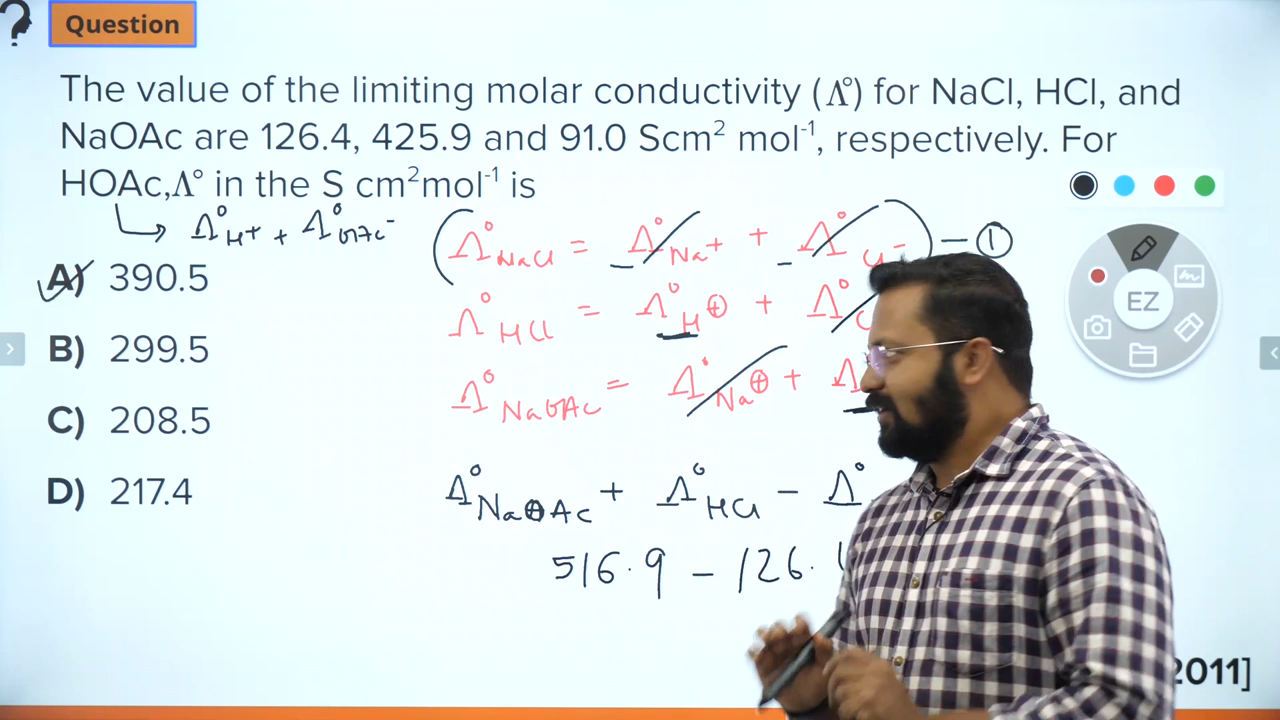 ?
Question
The value of the limiting molar conductivity (Λ°) for NaCl, HCl, and
NaOAc are 126.4, 425.9 and 91.0 Scm² mol⁻¹, respectively. For
HOAc,Λ° in the S cm²mol⁻¹ is
Λ°H+ + Λ°OAc-
Λ°NaCl = Λ°Na+ + Λ°Cl- — ①
A) 390.5
Λ°HCl = Λ°H⊕ + Λ°
EZ
B) 299.5
Λ°NaOAc = Λ°Na⊕ + Λ
C) 208.5
D) 217.4
Λ°NaOAc + Λ°HCl − Λ°
516.9 − 126.
2011]